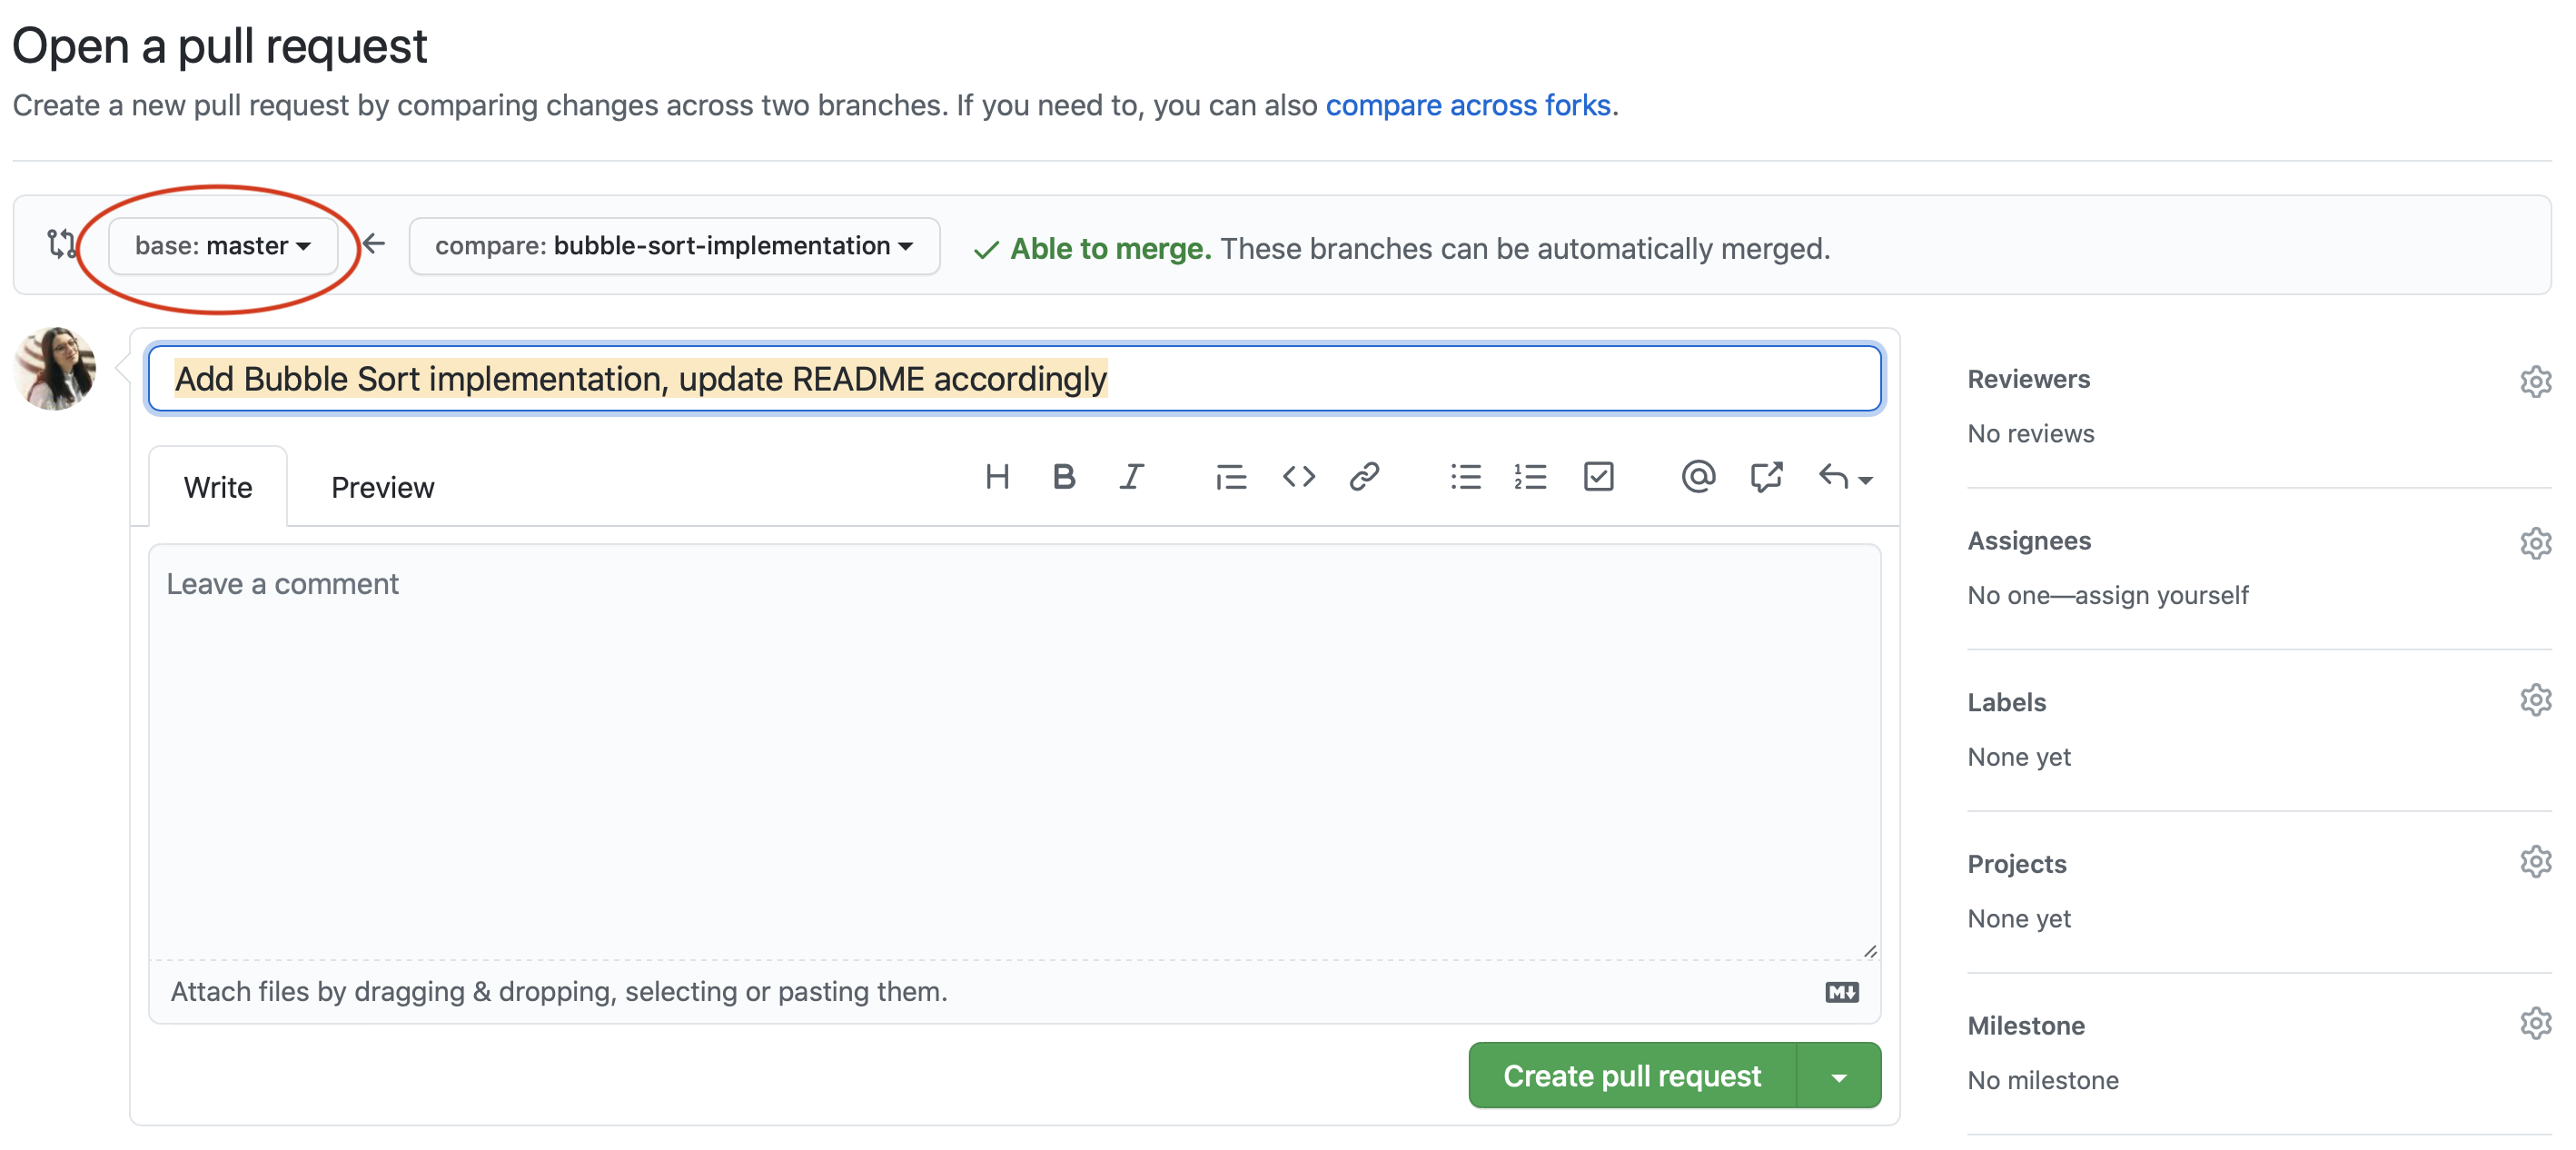 Open a pull request
Create a new pull request by comparing changes across two branches. If you need to, you can also compare across forks.
base: master
compare: bubble-sort-implementation
Able to merge. These branches can be automatically merged.
Add Bubble Sort implementation, update README accordingly
Write
Preview
Leave a comment
Attach files by dragging & dropping, selecting or pasting them.
Create pull request
Reviewers
No reviews
Assignees
No one—assign yourself
Labels
None yet
Projects
None yet
Milestone
No milestone